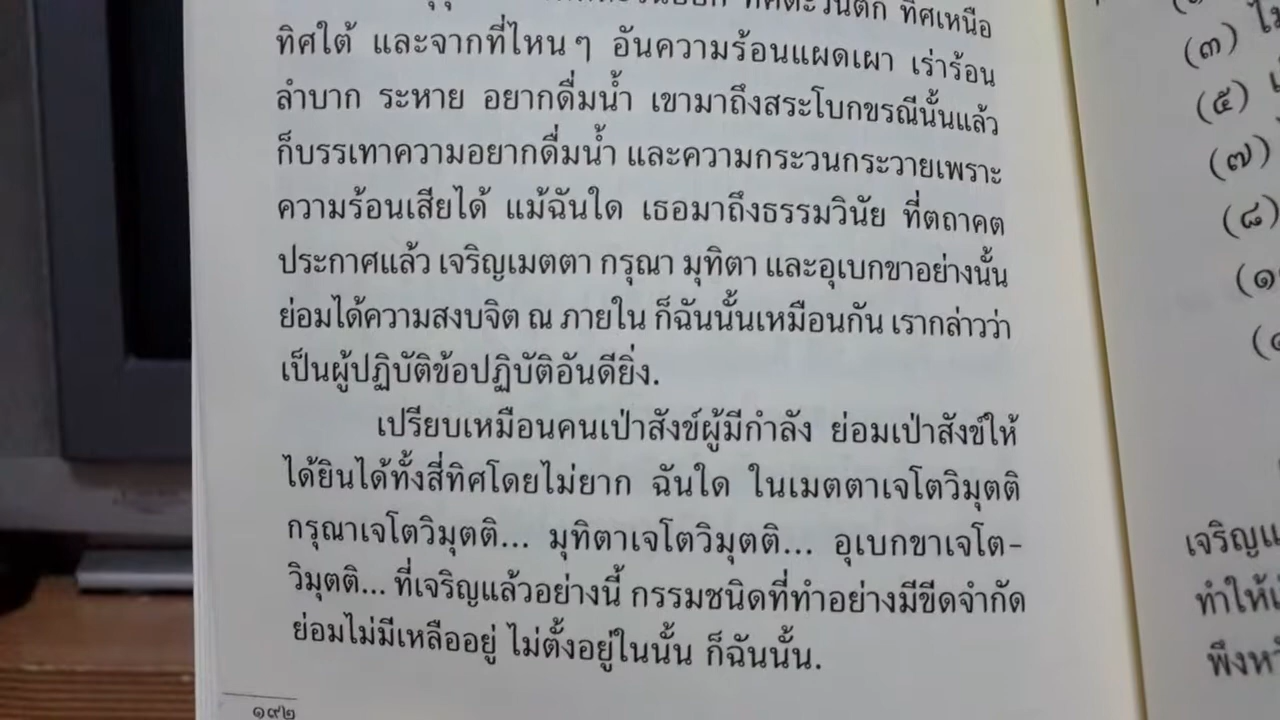 ทิศเหนือ
ทิศใต้ และจากที่ไหนๆ อันความร้อนแผดเผา เร่าร้อน
ลำบาก ระหาย อยากดื่มน้ำ เขามาถึงสระโบกขรณีนั้นแล้ว
ก็บรรเทาความอยากดื่มน้ำ และความกระวนกระวายเพราะ
ความร้อนเสียได้ แม้ฉันใด เธอมาถึงธรรมวินัย ที่ตถาคต
ประกาศแล้ว เจริญเมตตา กรุณา มุทิตา และอุเบกขาอย่างนั้น
ย่อมได้ความสงบจิต ณ ภายใน ก็ฉันนั้นเหมือนกัน เรากล่าวว่า
เป็นผู้ปฏิบัติข้อปฏิบัติอันดียิ่ง.
เปรียบเหมือนคนเป่าสังข์ผู้มีกำลัง ย่อมเป่าสังข์ให้
ได้ยินได้ทั้งสี่ทิศโดยไม่ยาก ฉันใด ในเมตตาเจโตวิมุตติ
กรุณาเจโตวิมุตติ... มุทิตาเจโตวิมุตติ... อุเบกขาเจโต-
วิมุตติ... ที่เจริญแล้วอย่างนี้ กรรมชนิดที่ทำอย่างมีขีดจำกัด
ย่อมไม่มีเหลืออยู่ ไม่ตั้งอยู่ในนั้น ก็ฉันนั้น.
๑๙๒
(๓)
(๕)
(๗)
(๘)
ทำให้